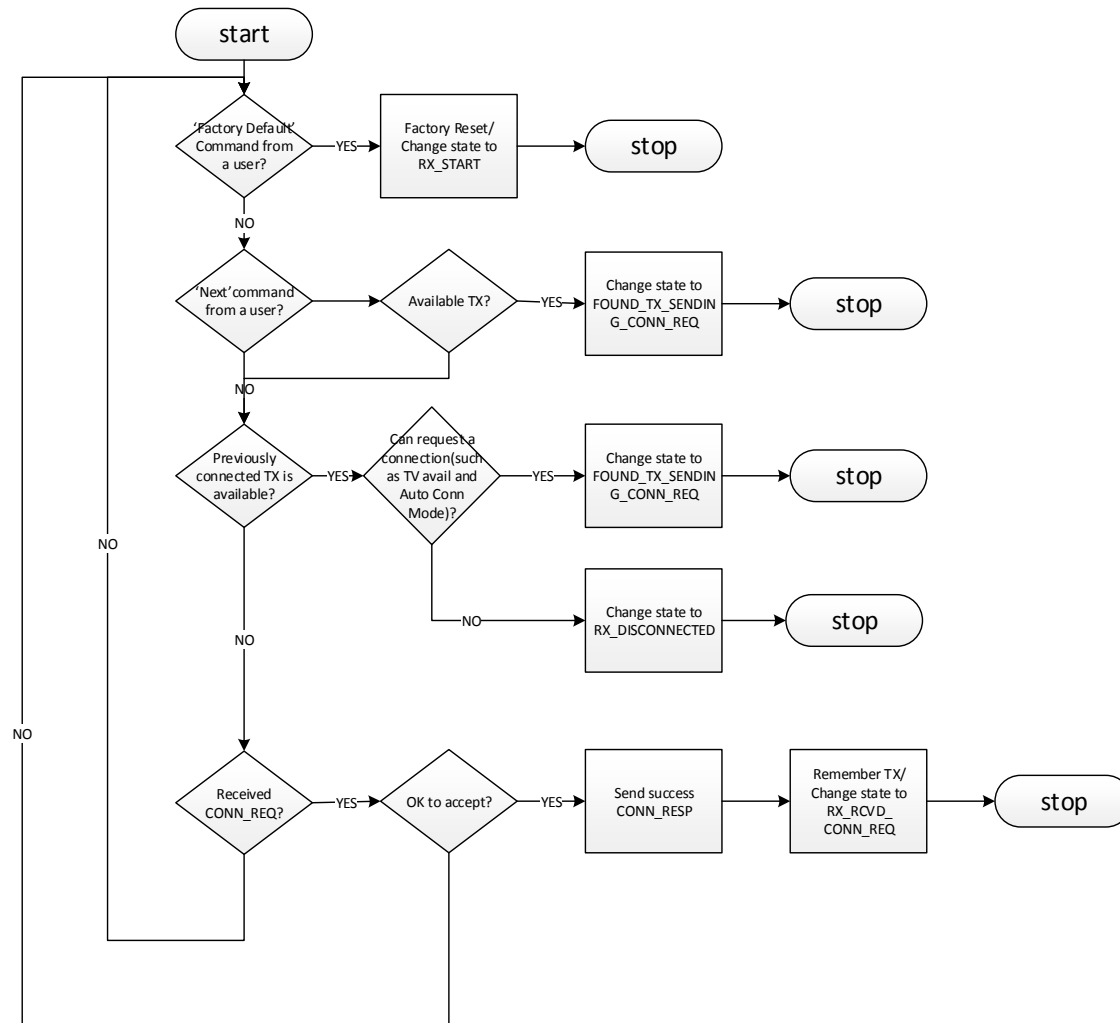 start
'Factory Default'
Command from
a user?
YES
Factory Reset/
Change state to
RX_START
stop
NO
'Next' command
from a user?
Available TX?
YES
Change state to
FOUND_TX_SENDIN
G_CONN_REQ
stop
NO
Previously
connected TX is
available?
YES
Can request a
connection(such
as TV avail and
Auto Conn
Mode)?
YES
Change state to
FOUND_TX_SENDIN
G_CONN_REQ
stop
NO
NO
Change state to
RX_DISCONNECTED
stop
NO
NO
Received
CONN_REQ?
YES
OK to accept?
YES
Send success
CONN_RESP
Remember TX/
Change state to
RX_RCVD_
CONN_REQ
stop